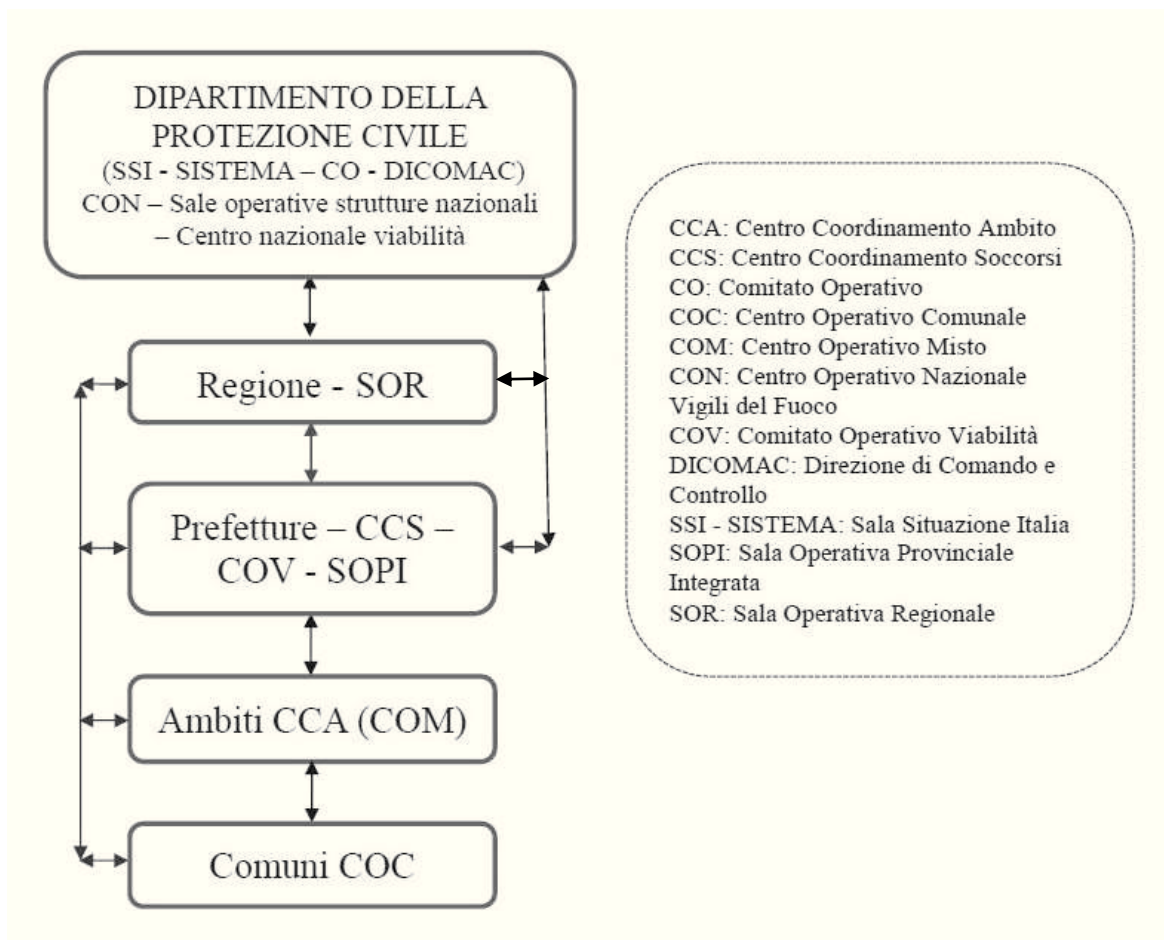 DIPARTIMENTO DELLA
PROTEZIONE CIVILE
(SSI - SISTEMA – CO - DICOMAC)
CON – Sale operative strutture nazionali
– Centro nazionale viabilità
Regione - SOR
Prefetture – CCS –
COV - SOPI
Ambiti CCA (COM)
Comuni COC
CCA: Centro Coordinamento Ambito
CCS: Centro Coordinamento Soccorsi
CO: Comitato Operativo
COC: Centro Operativo Comunale
COM: Centro Operativo Misto
CON: Centro Operativo Nazionale
Vigili del Fuoco
COV: Comitato Operativo Viabilità
DICOMAC: Direzione di Comando e
Controllo
SSI - SISTEMA: Sala Situazione Italia
SOPI: Sala Operativa Provinciale
Integrata
SOR: Sala Operativa Regionale